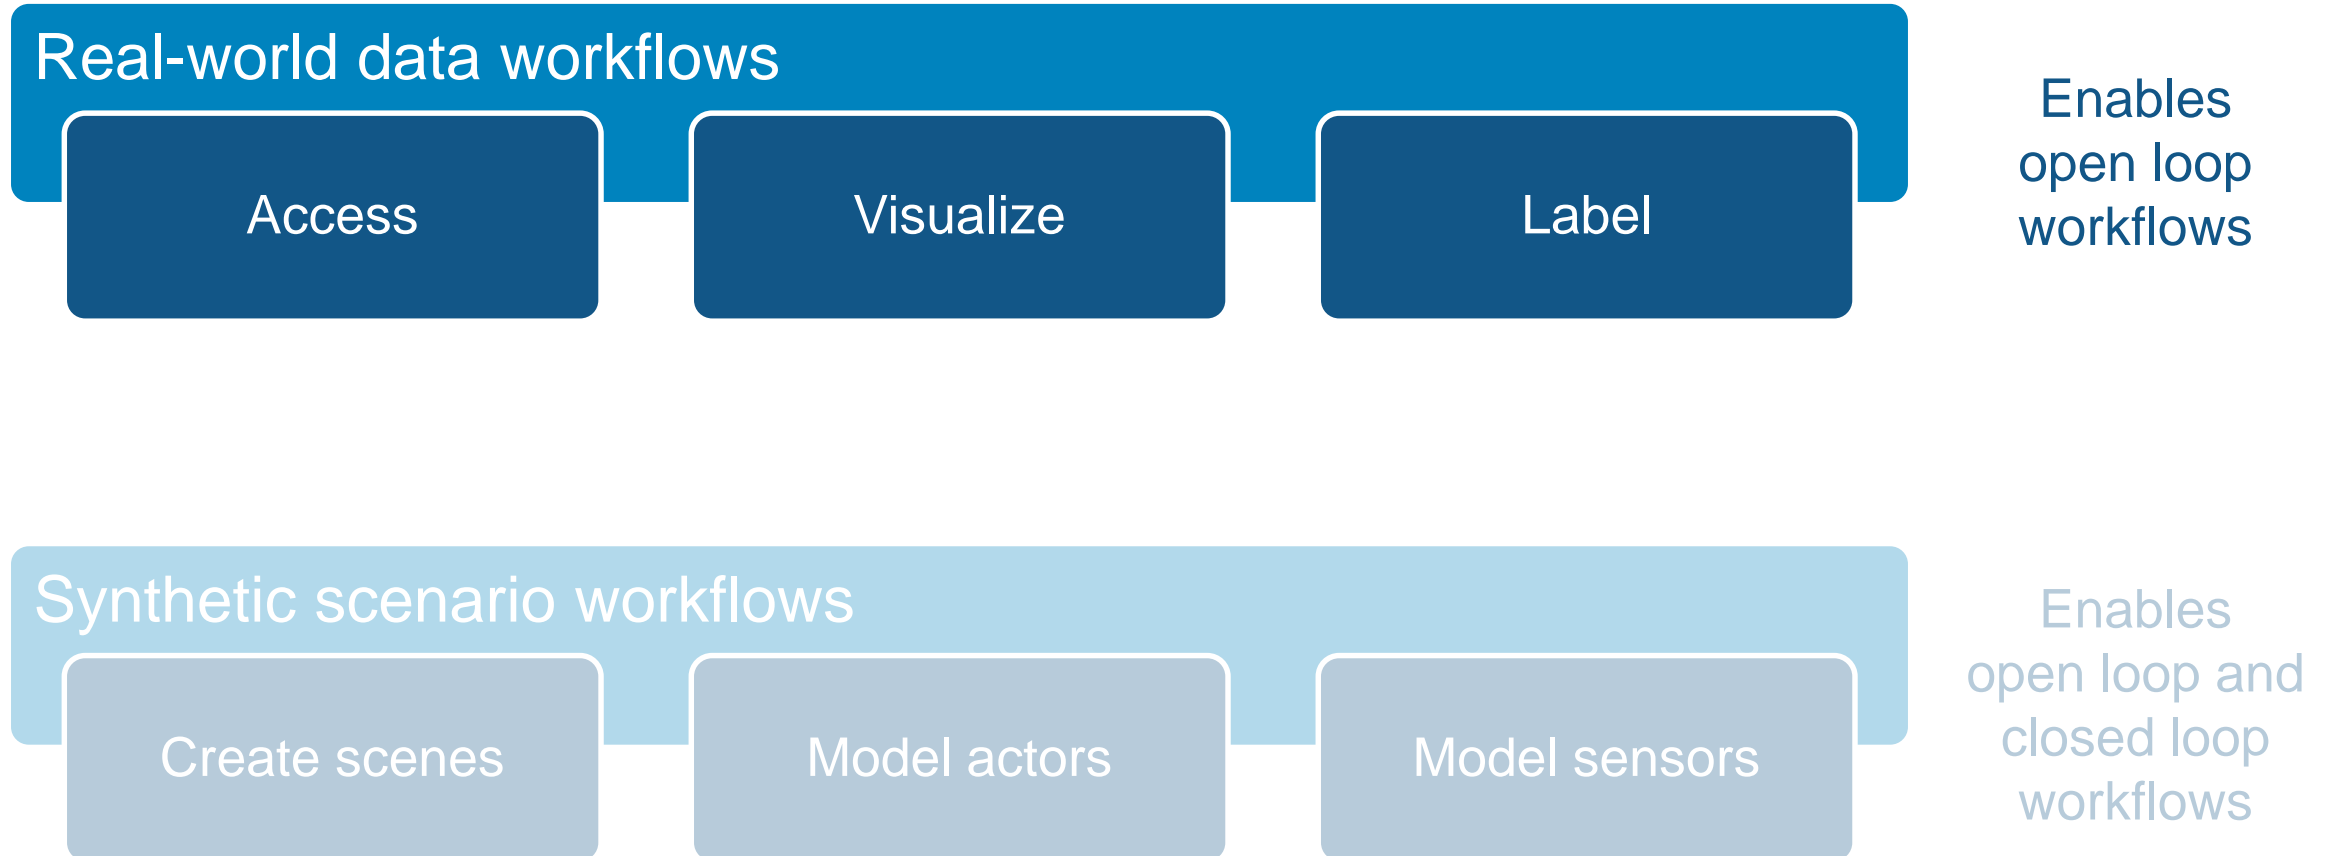 Real-world data workflows
Access
Visualize
Label
Enables
open loop
workflows
Synthetic scenario workflows
Create scenes
Model actors
Model sensors
Enables
open loop and
closed loop
workflows